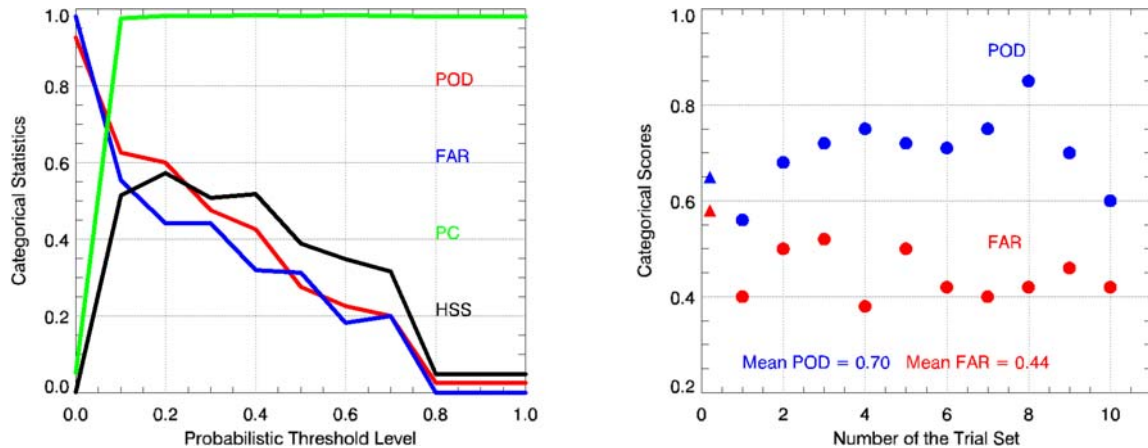 1.0
0.8
0.6
0.4
0.2
0.0
Categorical Statistics
POD
FAR
PC
HSS
0.0 0.2 0.4 0.6 0.8 1.0
Probabilistic Threshold Level
1.0
0.8
0.6
0.4
0.2
Categorical Scores
POD
FAR
Mean POD = 0.70 Mean FAR = 0.44
0 2 4 6 8 10
Number of the Trial Set